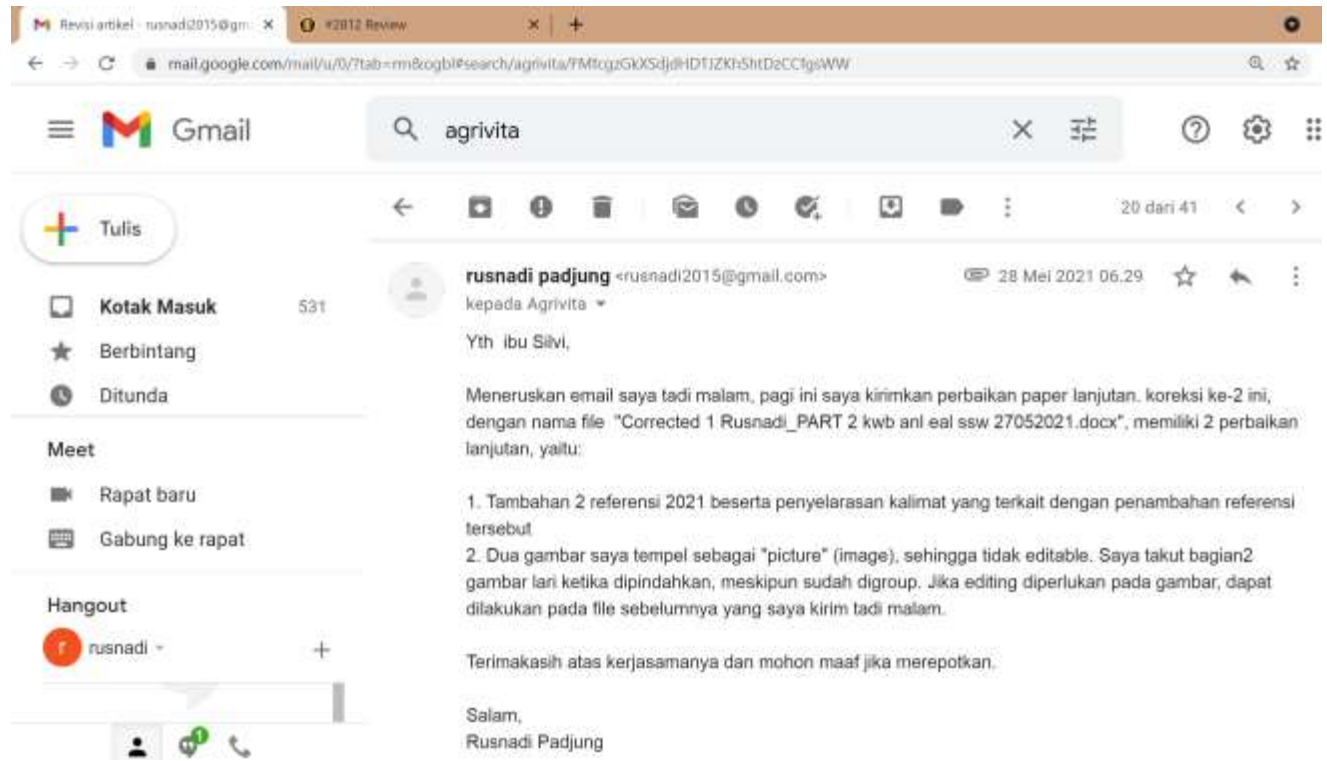 Revisi artikel - rusnadi2015@gm
#2812 Review
mail.google.com/mail/u/0/?tab=rm&ogbl#search/agrivita/
Gmail
agrivita
Tulis
20 dari 41
Kotak Masuk 531
Berbintang
Ditunda
Meet
Rapat baru
Gabung ke rapat
Hangout
r
rusnadi
1
rusnadi padjung <rusnadi2015@gmail.com> 28 Mei 2021 06.29
kepada Agrivita
Yth ibu Silvi,
Meneruskan email saya tadi malam, pagi ini saya kirimkan perbaikan paper lanjutan. koreksi ke-2 ini,
dengan nama file "Corrected 1 Rusnadi_PART 2 kwb anl eal ssw 27052021.docx", memiliki 2 perbaikan
lanjutan, yaitu:
1. Tambahan 2 referensi 2021 beserta penyelarasan kalimat yang terkait dengan penambahan referensi
tersebut
2. Dua gambar saya tempel sebagai "picture" (image), sehingga tidak editable. Saya takut bagian2
gambar lari ketika dipindahkan, meskipun sudah digroup. Jika editing diperlukan pada gambar, dapat
dilakukan pada file sebelumnya yang saya kirim tadi malam.
Terimakasih atas kerjasamanya dan mohon maaf jika merepotkan.
Salam,
Rusnadi Padjung